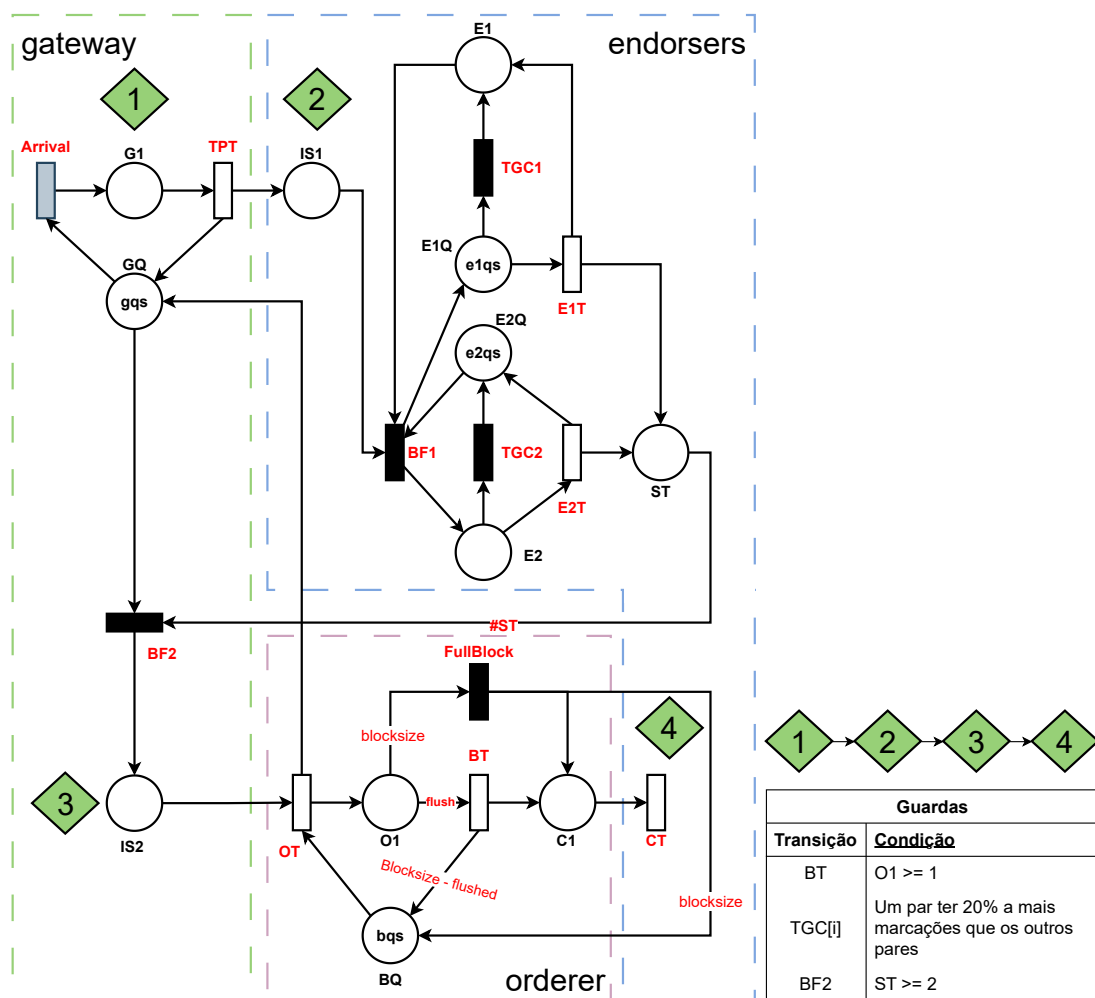 gateway
endorsers
E1
1
2
Arrival
G1
TPT
IS1
TGC1
GQ
gqs
E1Q
e1qs
E1T
E2Q
e2qs
BF1
TGC2
E2T
ST
E2
#ST
BF2
FullBlock
blocksize
4
BT
3
flush
IS2
OT
O1
C1
CT
Blocksize - flushed
blocksize
bqs
BQ
orderer
1
2
3
4
Guardas
Transição Condição
BT O1 >= 1
TGC[i] Um par ter 20% a mais
marcações que os outros
pares
BF2 ST >= 2